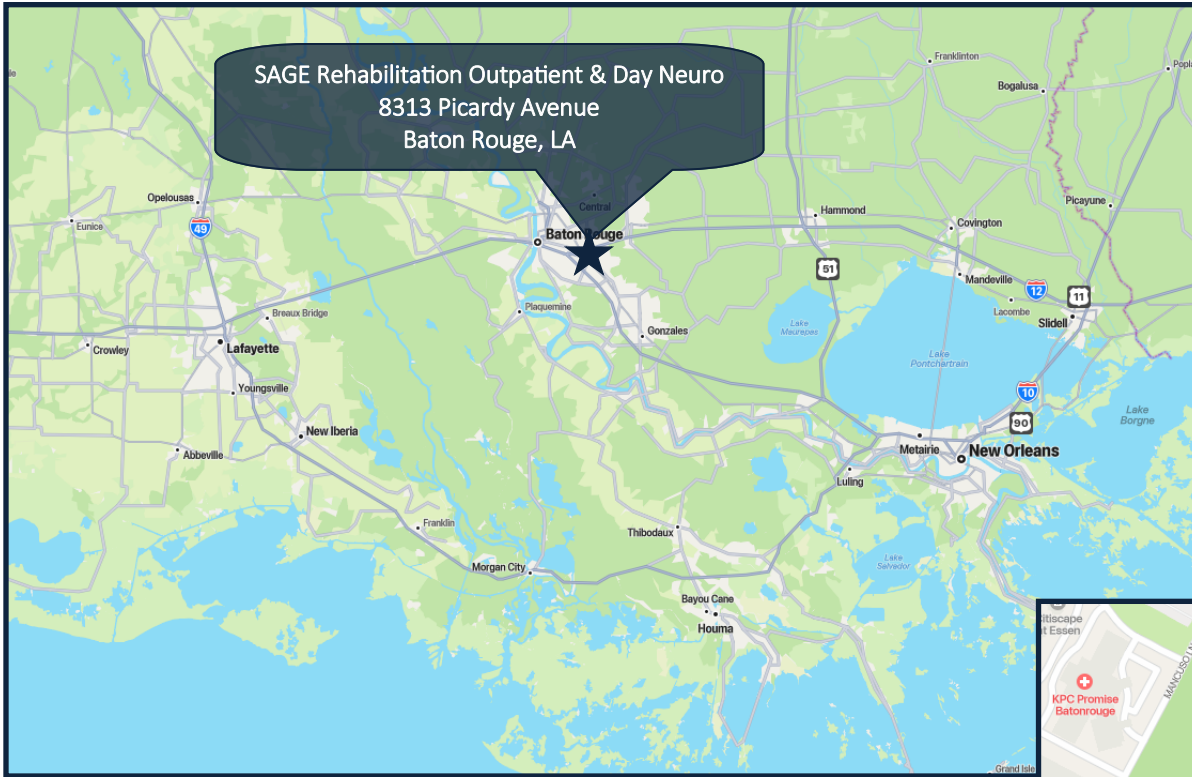 SAGE Rehabilitation Outpatient & Day Neuro
8313 Picardy Avenue
Baton Rouge, LA
Franklinton
Bogalusa
Central
Opelousas
Eunice
49
Baton Rouge
Hammond
Covington
Picayune
51
Mandeville
12
11
Lacombe
Slidell
Plaquemine
Breaux Bridge
Gonzales
Lake
Maurepas
Crowley
Lafayette
Lake
Pontchartrain
Youngsville
10
90
Lake
Borgne
New Iberia
Abbeville
Metairie
New Orleans
Luling
Franklin
Thibodaux
Lake
Salvador
Morgan City
Bayou Cane
Houma
Grand Isle
at Essen
KPC Promise
Batonrouge